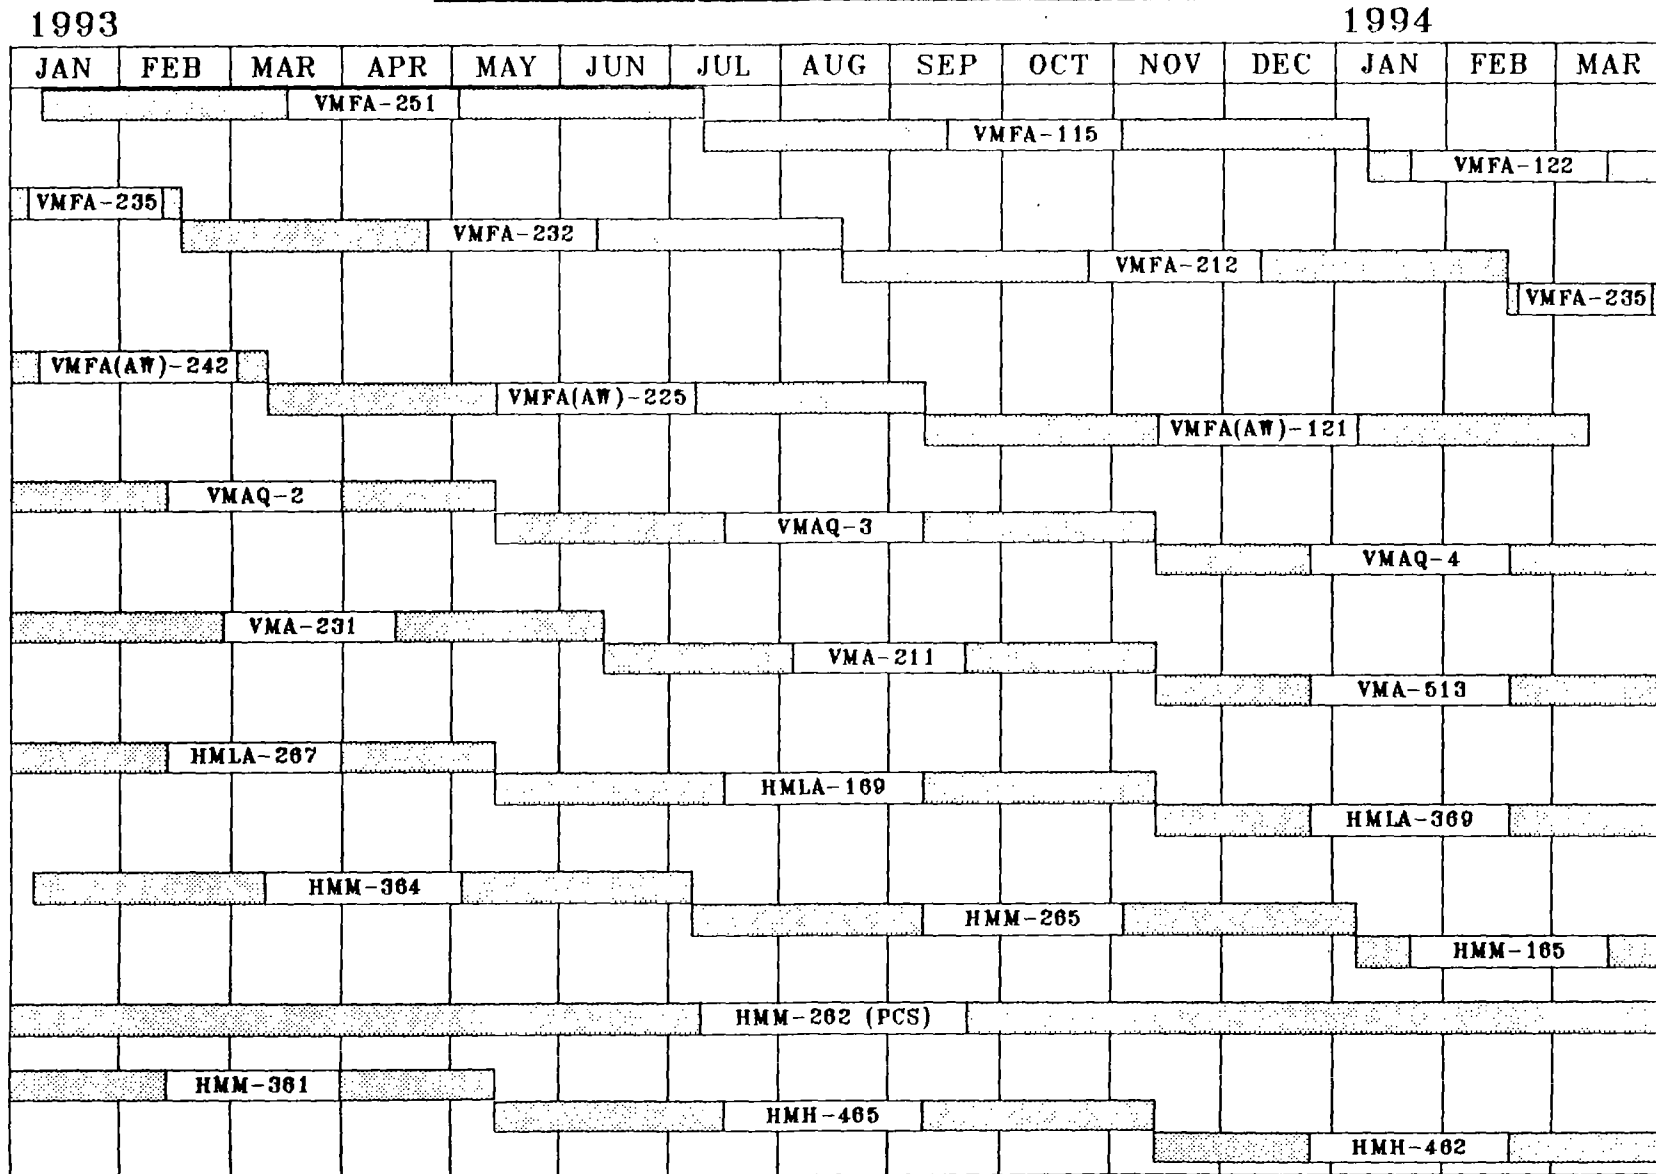 1993 1994
JAN FEB MAR APR MAY JUN JUL AUG SEP OCT NOV DEC JAN FEB MAR
VMFA-251
VMFA-115
VMFA-122
VMFA-235
VMFA-232
VMFA-212
VMFA-235
VMFA(AW)-242
VMFA(AW)-225
VMFA(AW)-121
VMAQ-2
VMAQ-3
VMAQ-4
VMA-231
VMA-211
VMA-513
HMLA-267
HMLA-169
HMLA-369
HMM-364
HMM-265
HMM-165
HMM-262 (PCS)
HMM-361
HMH-465
HMH-462